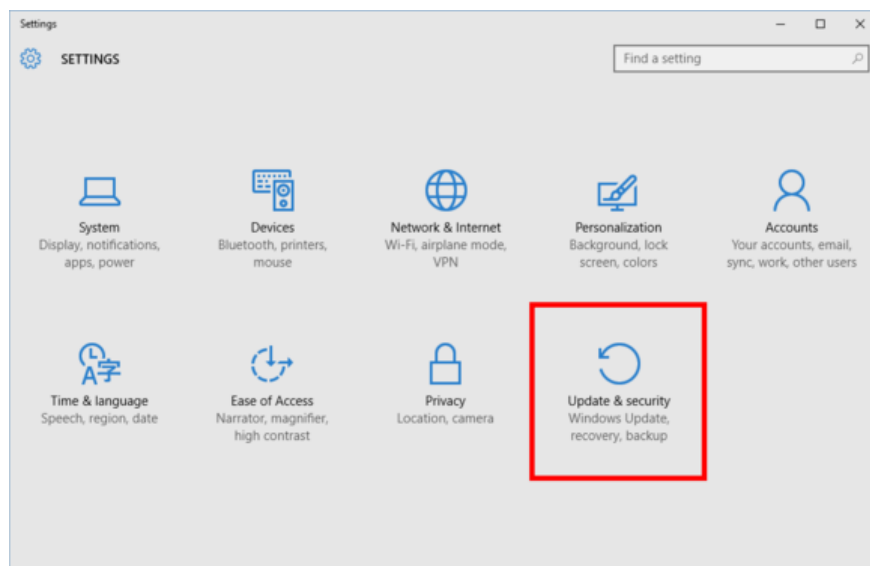 Settings
SETTINGS
Find a setting
System
Display, notifications,
apps, power
Devices
Bluetooth, printers,
mouse
Network & Internet
Wi-Fi, airplane mode,
VPN
Personalization
Background, lock
screen, colors
Accounts
Your accounts, email,
sync, work, other users
A字
Time & language
Speech, region, date
Ease of Access
Narrator, magnifier,
high contrast
Privacy
Location, camera
Update & security
Windows Update,
recovery, backup